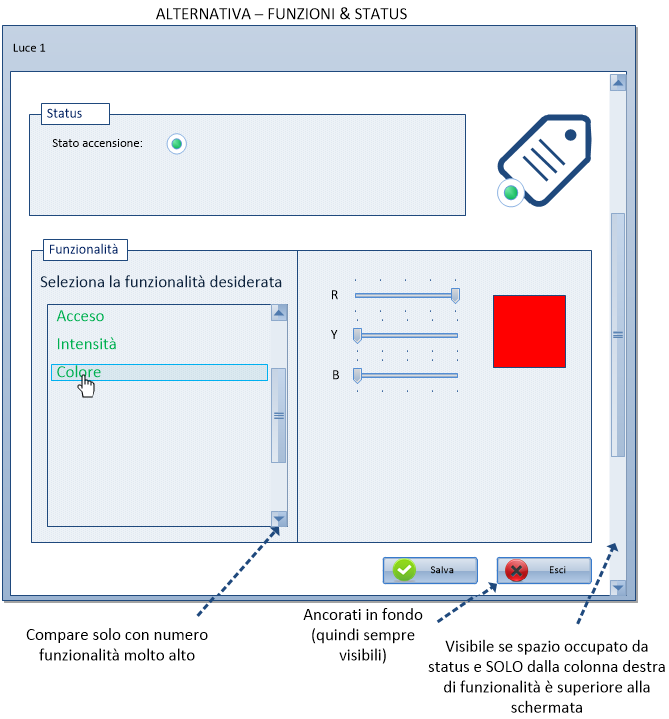 ALTERNATIVA – FUNZIONI & STATUS
Luce 1
Status
Stato accensione:
Funzionalità
Seleziona la funzionalità desiderata
Acceso
Intensità
Colore
R
Y
B
Salva
Esci
Compare solo con numero
funzionalità molto alto
Ancorati in fondo
(quindi sempre
visibili)
Visibile se spazio occupato da
status e SOLO dalla colonna destra
di funzionalità è superiore alla
schermata